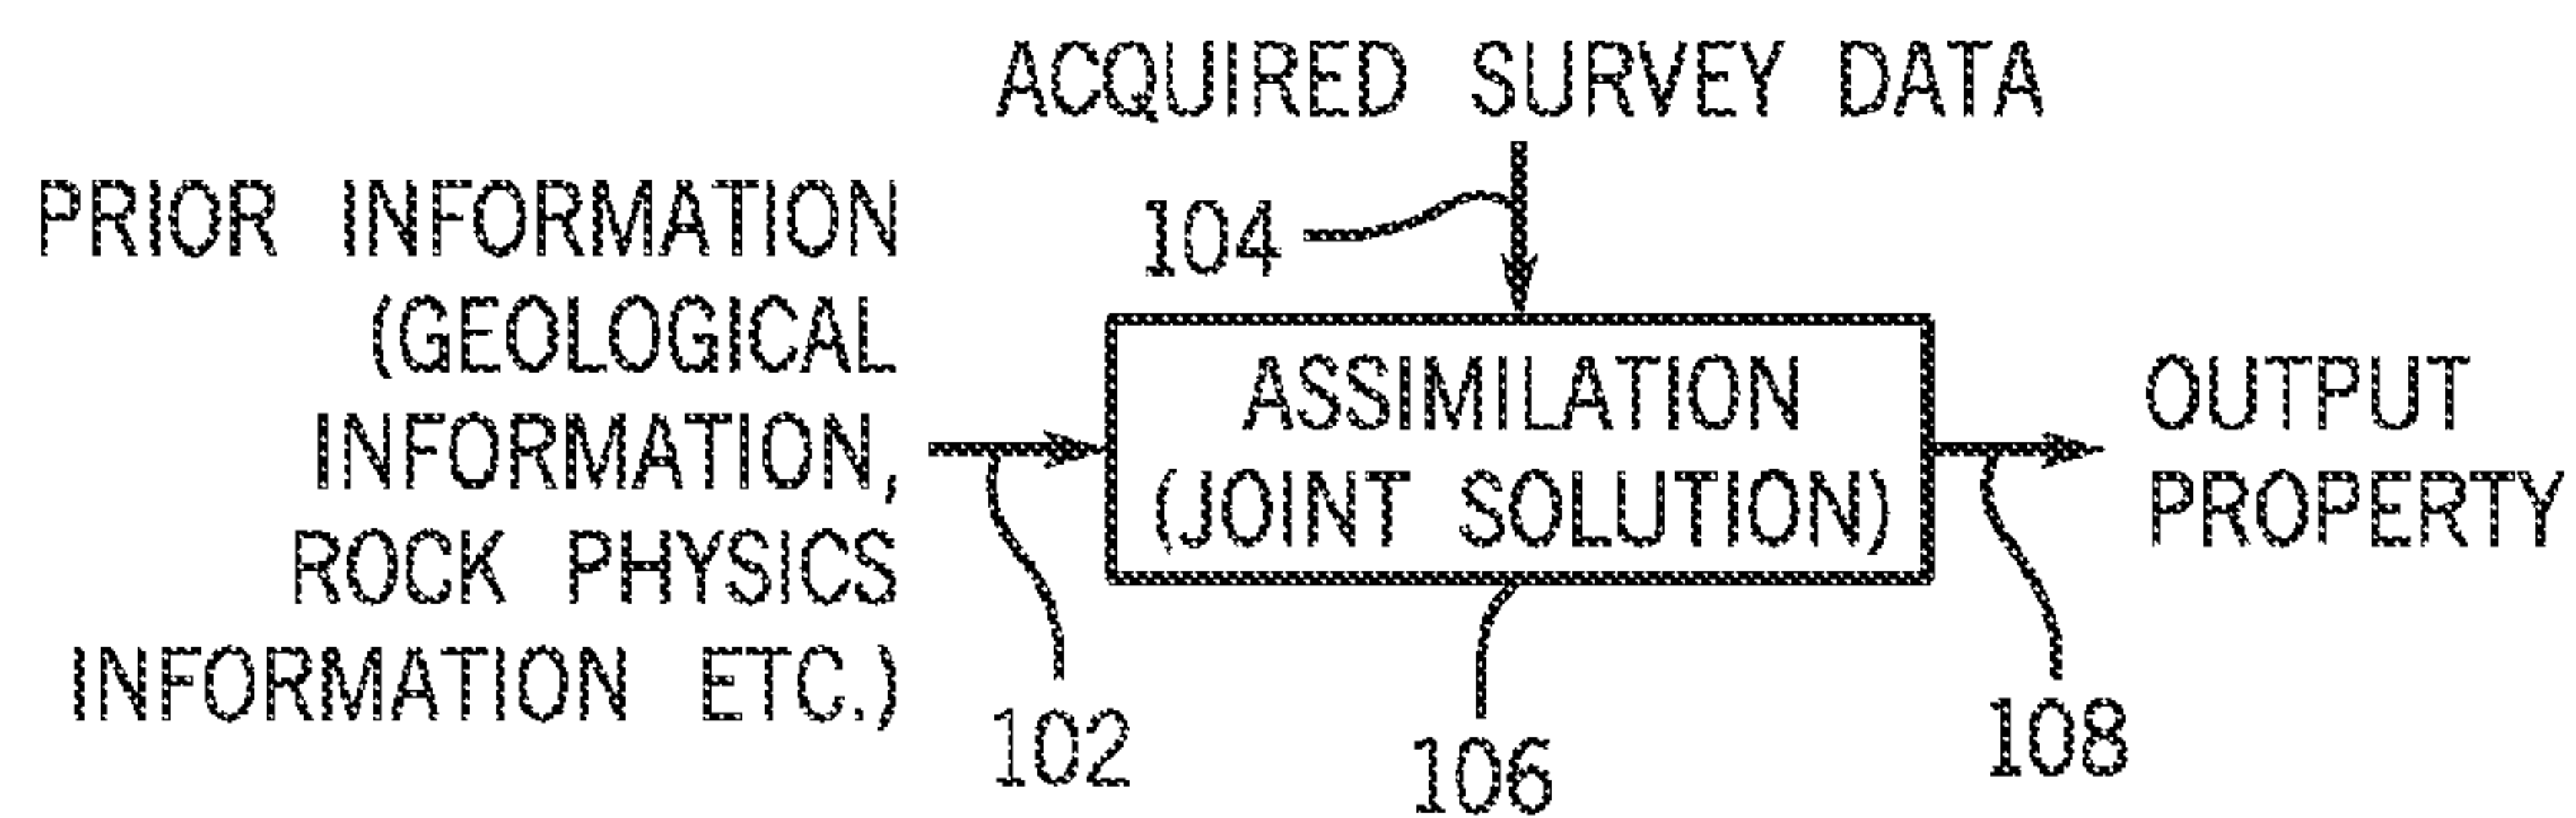 ACQUIRED SURVEY DATA
104
PRIOR INFORMATION
(GEOLOGICAL
INFORMATION,
ROCK PHYSICS
INFORMATION ETC.)
102
ASSIMILATION
(JOINT SOLUTION)
106
OUTPUT
PROPERTY
108